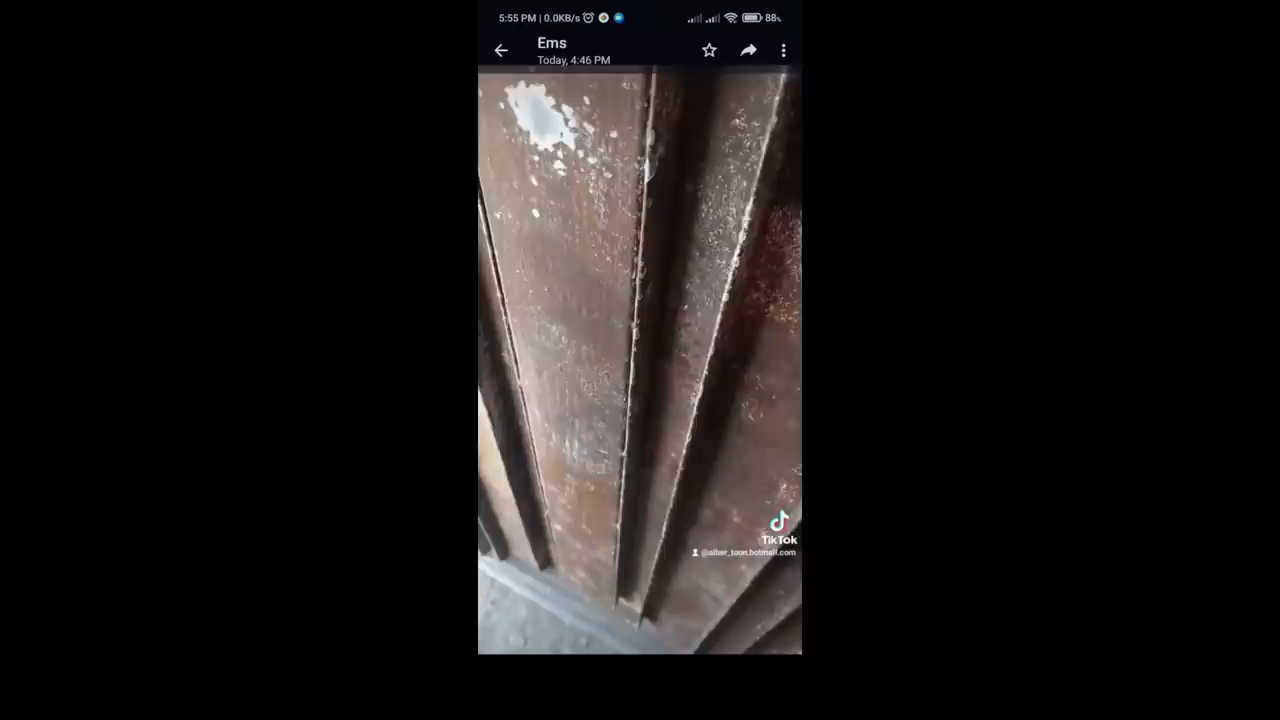 5:55 PM | 0.0KB/s
88%
Ems
Today, 4:46 PM
TikTok
@alber_toon.hotmail.com